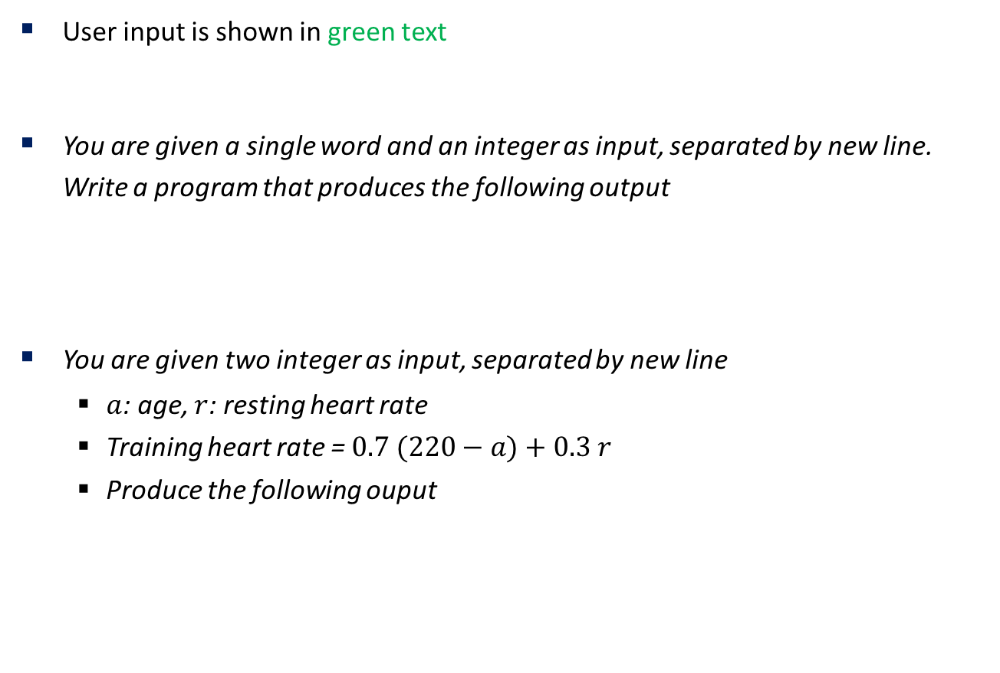 User input is shown in green text
You are given a single word and an integer as input, separated by new line.
Write a program that produces the following output
You are given two integer as input, separated by new line
a: age, r: resting heart rate
Training heart rate = 0.7 (220 − a) + 0.3 r
Produce the following ouput